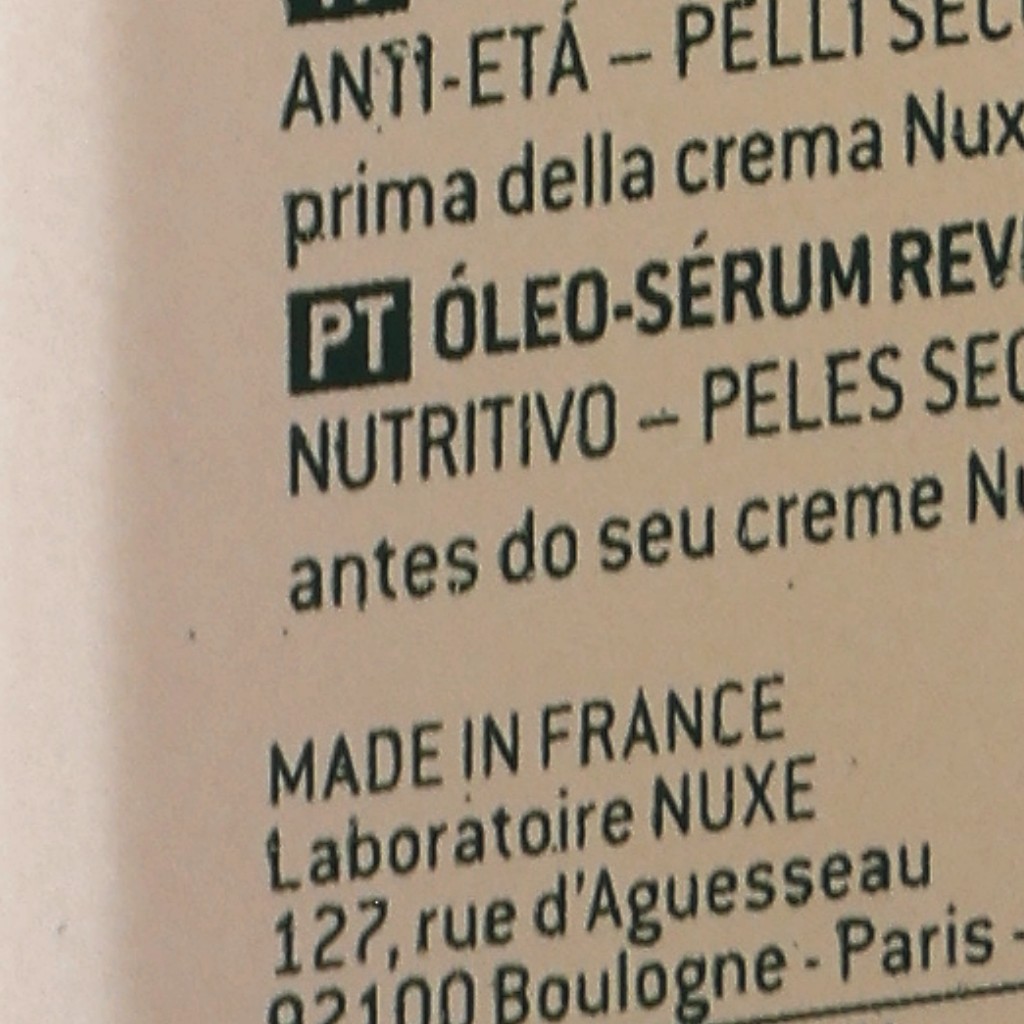 ANTI-ETÁ – PELLI
prima della crema
PT ÓLEO-SÉRUM
NUTRITIVO – PELES
antes do seu creme
MADE IN FRANCE
Laboratoire NUXE
127, rue d'Aguesseau
92100 Boulogne - Paris -